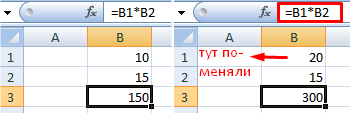 fx =B1*B2
A B
1 10
2 15
3 150
fx =B1*B2
A B
1 тут по- 20
2 меняли 15
3 300